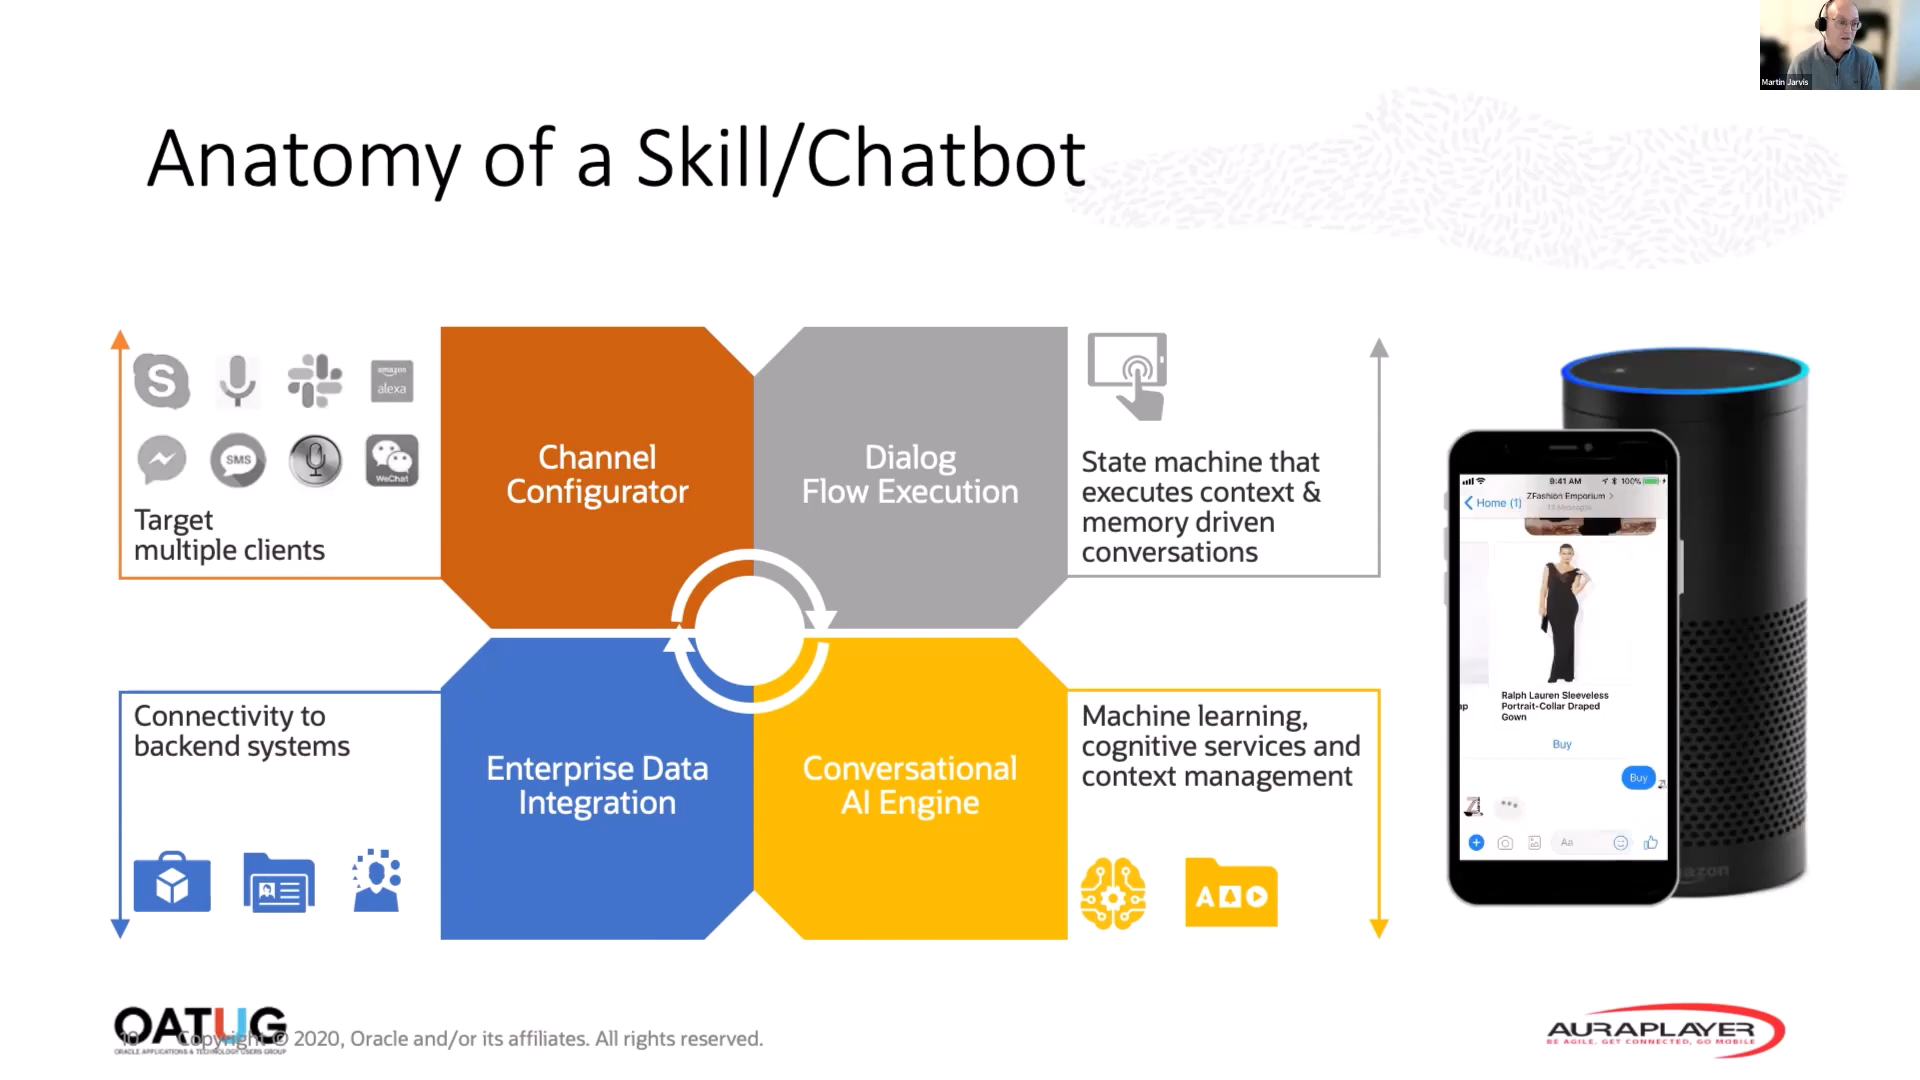 Martin Jarvis
Anatomy of a Skill/Chatbot
S
amazon
alexa
SMS
WeChat
Target
multiple clients
Channel
Configurator
Dialog
Flow Execution
State machine that
executes context &
memory driven
conversations
Connectivity to
backend systems
Enterprise Data
Integration
Conversational
AI Engine
Machine learning,
cognitive services and
context management
A
9:41 AM
100%
Home (1)
ZFashion Emporium >
Ralph Lauren Sleeveless
Portrait-Collar Draped
Gown
Buy
Buy
Aa
OATUG
ORACLE APPLICATIONS & TECHNOLOGY USERS GROUP
10
Copyright © 2020, Oracle and/or its affiliates. All rights reserved.
AURAPLAYER
BE AGILE, GET CONNECTED, GO MOBILE